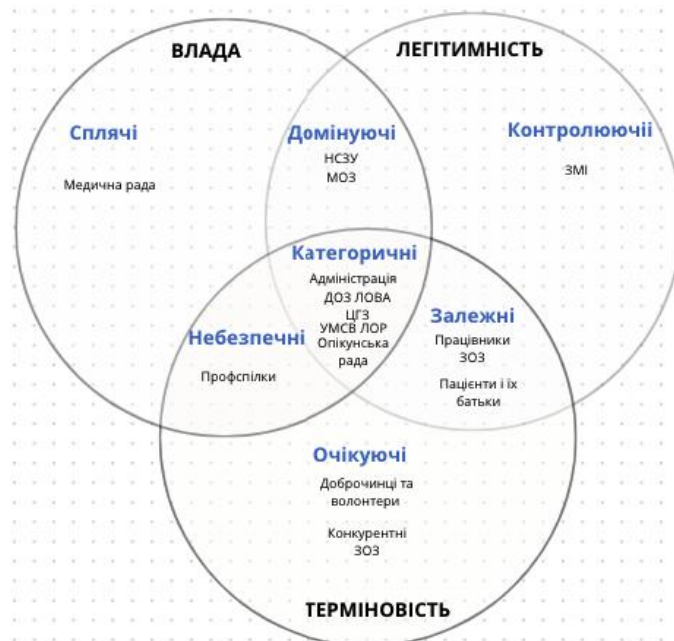 ВЛАДА
ЛЕГІТИМНІСТЬ
Сплячі
Медична рада
Домінуючі
НСЗУ
МОЗ
Контролюючіі
ЗМІ
Категоричні
Адміністрація
ДОЗ ЛОВА
ЦГЗ
УМСВ ЛОР
Опікунська
рада
Небезпечні
Профспілки
Залежні
Працівники
ЗОЗ
Пацієнти і їх
батьки
Очікуючі
Доброчинці та
волонтери
Конкурентні
ЗОЗ
ТЕРМІНОВІСТЬ